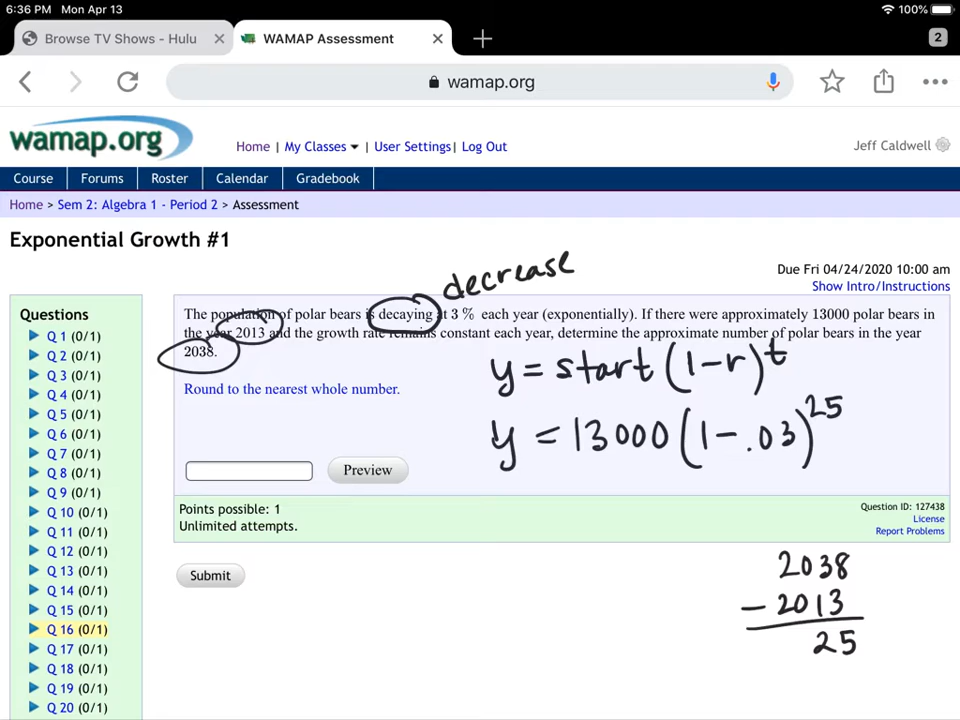 6:36 PM Mon Apr 13
100%
Browse TV Shows - Hulu
WAMAP Assessment
2
wamap.org
wamap.org
Home | My Classes | User Settings | Log Out
Jeff Caldwell
Course Forums Roster Calendar Gradebook
Home > Sem 2: Algebra 1 - Period 2 > Assessment
Exponential Growth #1
Due Fri 04/24/2020 10:00 am
Show Intro/Instructions
Questions
Q 1 (0/1)
Q 2 (0/1)
Q 3 (0/1)
Q 4 (0/1)
Q 5 (0/1)
Q 6 (0/1)
Q 7 (0/1)
Q 8 (0/1)
Q 9 (0/1)
Q 10 (0/1)
Q 11 (0/1)
Q 12 (0/1)
Q 13 (0/1)
Q 14 (0/1)
Q 15 (0/1)
Q 16 (0/1)
Q 17 (0/1)
Q 18 (0/1)
Q 19 (0/1)
Q 20 (0/1)
decrease
The population of polar bears is decaying at 3 % each year (exponentially). If there were approximately 13000 polar bears in
the year 2013 and the growth rate remains constant each year, determine the approximate number of polar bears in the year
2038.
Round to the nearest whole number.
y = start (1-r)^t
y = 13000 (1-.03)^25
Preview
Points possible: 1
Unlimited attempts.
Question ID: 127438
License
Report Problems
Submit
2038
- 2013
25